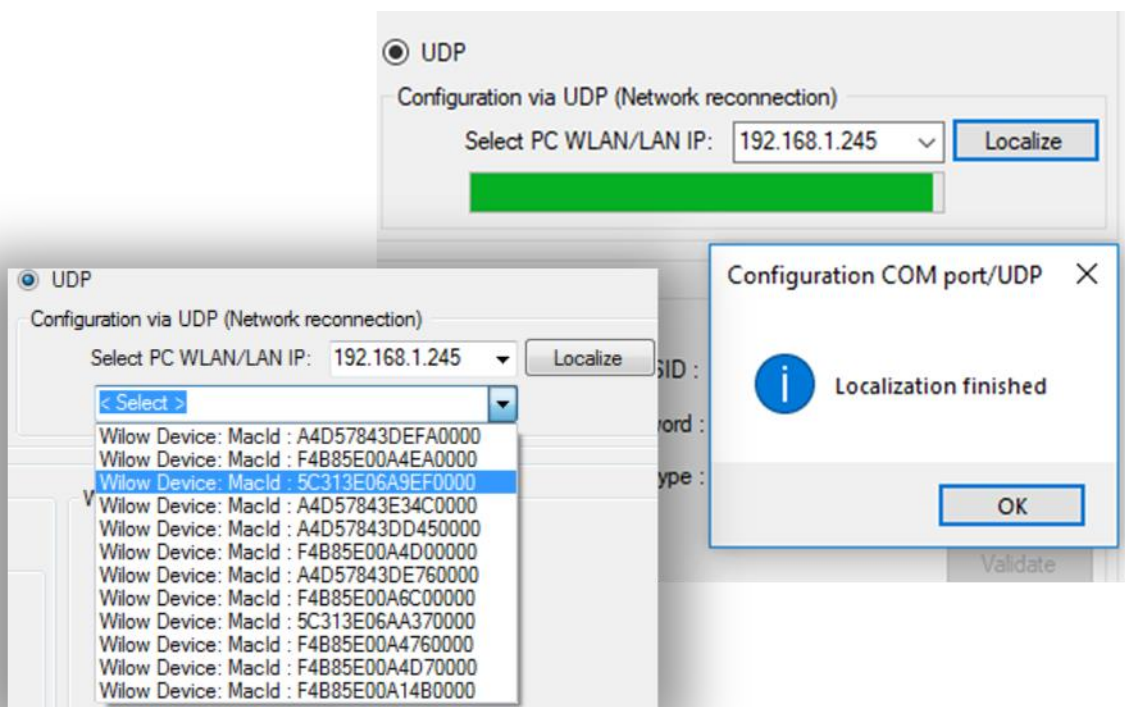 UDP
Configuration via UDP (Network reconnection)
Select PC WLAN/LAN IP: 192.168.1.245 Localize
Configuration COM port/UDP
Localization finished
OK
SID :
ord :
ype :
Validate
UDP
Configuration via UDP (Network reconnection)
Select PC WLAN/LAN IP: 192.168.1.245 Localize
< Select >
Wilow Device: MacId : A4D57843DEFA0000
Wilow Device: MacId : F4B85E00A4EA0000
Wilow Device: MacId : 5C313E06A9EF0000
Wilow Device: MacId : A4D57843E34C0000
Wilow Device: MacId : A4D57843DD450000
Wilow Device: MacId : F4B85E00A4D00000
Wilow Device: MacId : A4D57843DE760000
Wilow Device: MacId : F4B85E00A6C00000
Wilow Device: MacId : 5C313E06AA370000
Wilow Device: MacId : F4B85E00A4760000
Wilow Device: MacId : F4B85E00A4D70000
Wilow Device: MacId : F4B85E00A14B0000